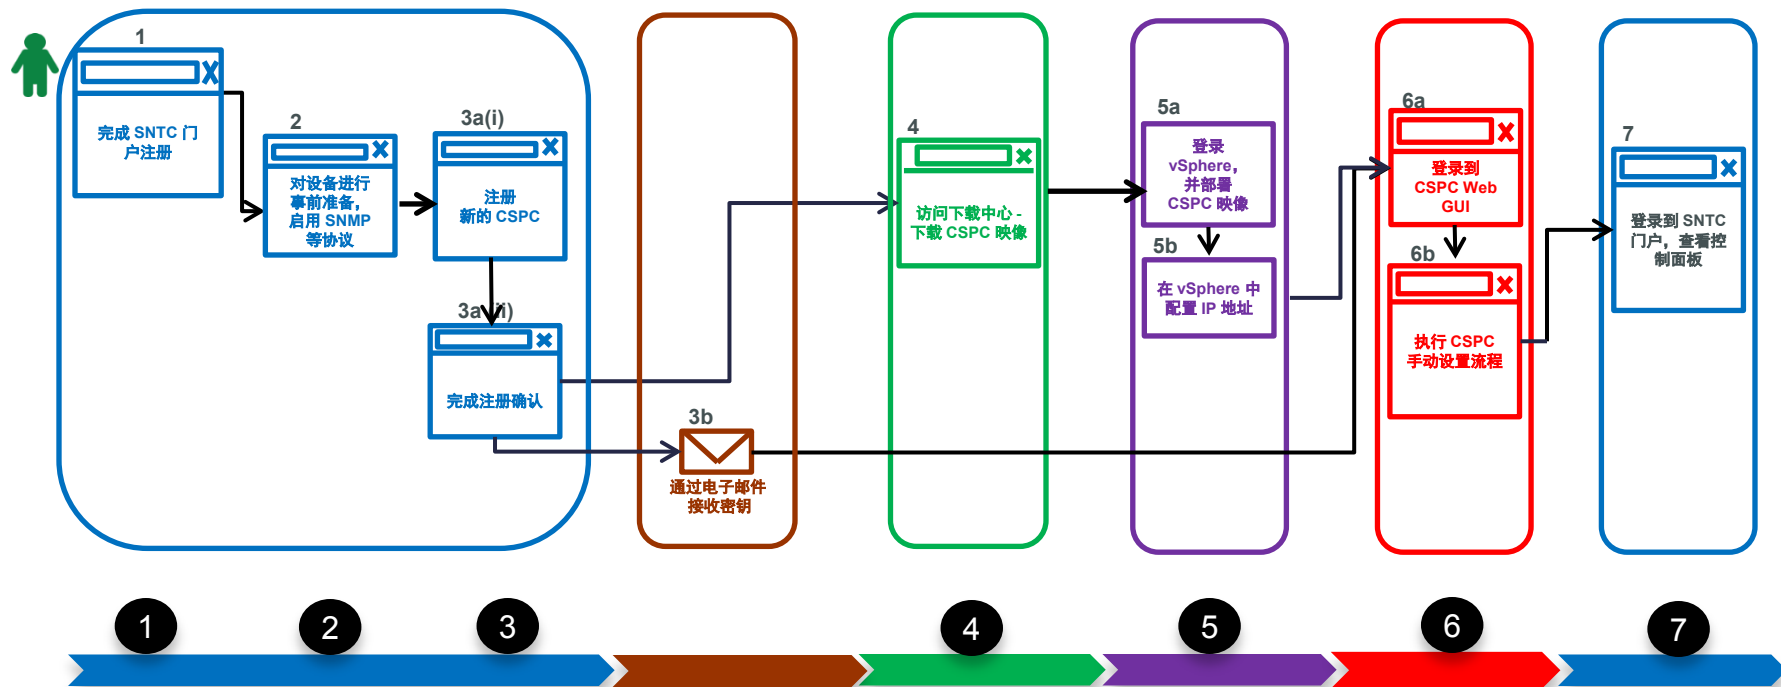 1
完成 SNTC 门
户注册
2
对设备进行
事前准备，
启用 SNMP
等协议
3a(i)
注册
新的 CSPC
3a(ii)
完成注册确认
3b
通过电子邮件
接收密钥
4
访问下载中心 -
下载 CSPC 映像
5a
登录
vSphere，
并部署
CSPC 映像
5b
在 vSphere 中
配置 IP 地址
6a
登录到
CSPC Web
GUI
6b
执行 CSPC
手动设置流程
7
登录到 SNTC
门户，查看控
制面板
1
2
3
4
5
6
7